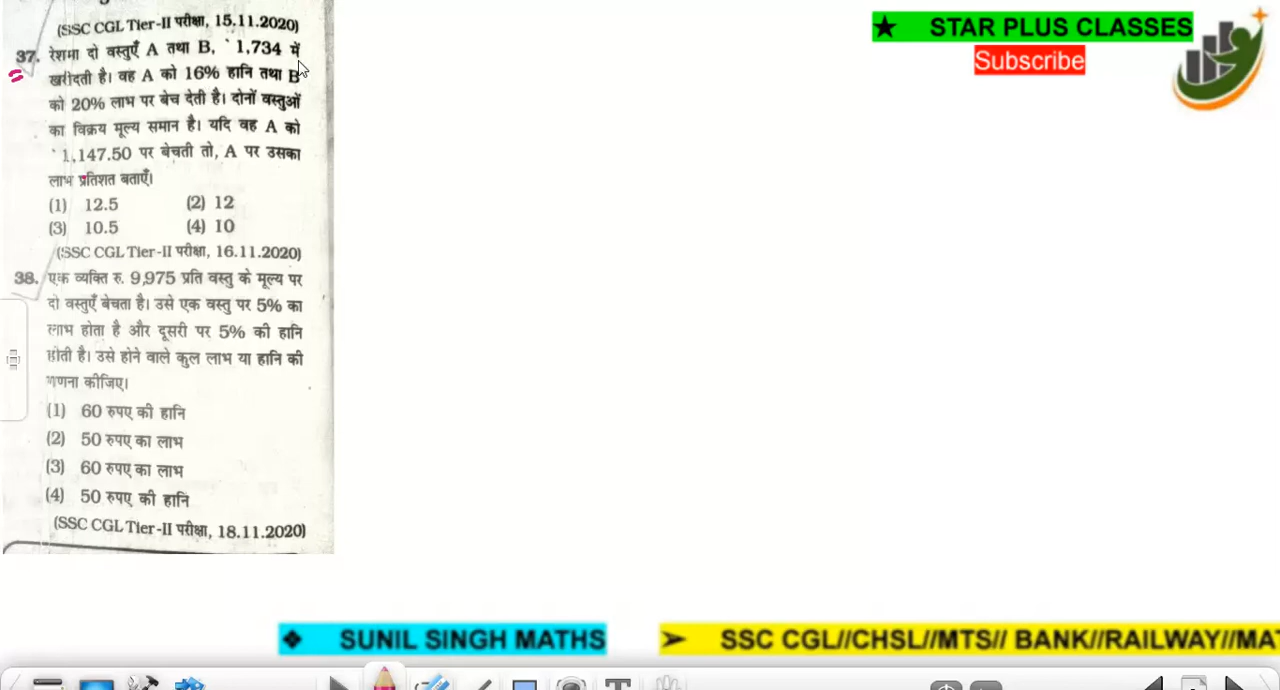 (SSC CGL Tier-II परीक्षा, 15.11.2020)
37. रेशमा दो वस्तुएँ A तथा B, ` 1,734 में
खरीदती है। वह A को 16% हानि तथा B
को 20% लाभ पर बेच देती है। दोनों वस्तुओं
का विक्रय मूल्य समान है। यदि वह A को
` 1,147.50 पर बेचती तो, A पर उसका
लाभ प्रतिशत बताएँ।
(1) 12.5 (2) 12
(3) 10.5 (4) 10
(SSC CGL Tier-II परीक्षा, 16.11.2020)
38. एक व्यक्ति रु. 9,975 प्रति वस्तु के मूल्य पर
दो वस्तुएँ बेचता है। उसे एक वस्तु पर 5% का
लाभ होता है और दूसरी पर 5% की हानि
होती है। उसे होने वाले कुल लाभ या हानि की
गणना कीजिए।
(1) 60 रुपए की हानि
(2) 50 रुपए का लाभ
(3) 60 रुपए का लाभ
(4) 50 रुपए की हानि
(SSC CGL Tier-II परीक्षा, 18.11.2020)
★ STAR PLUS CLASSES
Subscribe
❖ SUNIL SINGH MATHS
➢ SSC CGL//CHSL//MTS// BANK//RAILWAY//MA